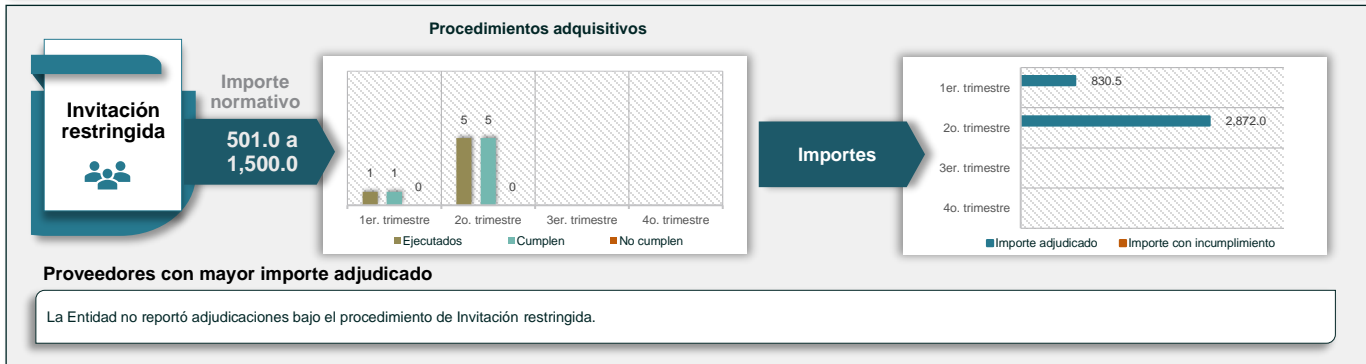 Procedimientos adquisitivos
Invitación
restringida
Importe
normativo
501.0 a
1,500.0
1
1
0
5
5
0
1er. trimestre
2o. trimestre
3er. trimestre
4o. trimestre
Ejecutados
Cumplen
No cumplen
Importes
1er. trimestre
830.5
2o. trimestre
2,872.0
3er. trimestre
4o. trimestre
Importe adjudicado
Importe con incumplimiento
Proveedores con mayor importe adjudicado
La Entidad no reportó adjudicaciones bajo el procedimiento de Invitación restringida.